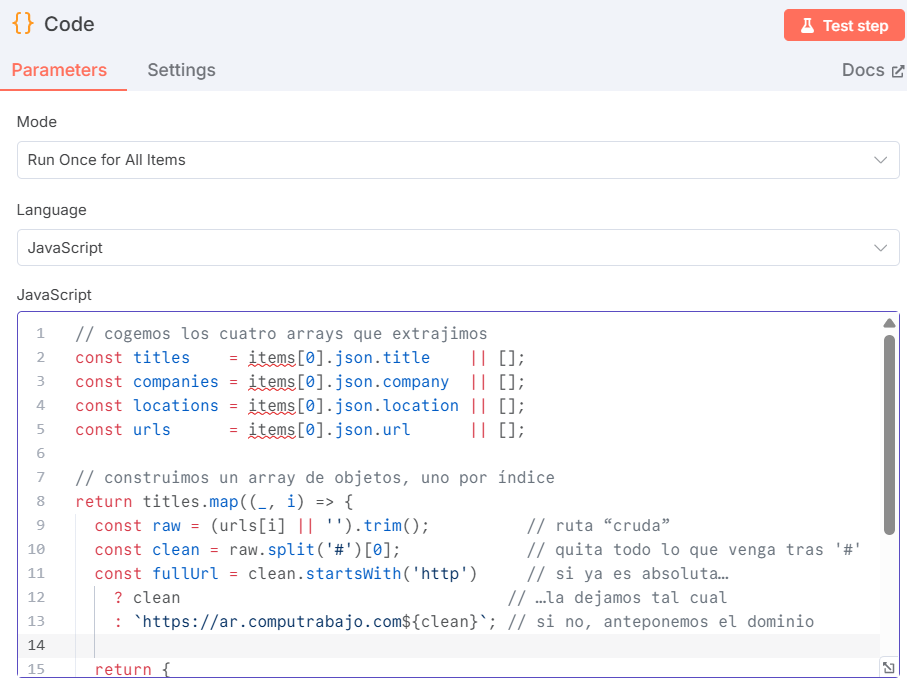 {} Code
Test step
Parameters Settings Docs
Mode
Run Once for All Items
Language
JavaScript
JavaScript
1 // cogemos los cuatro arrays que extrajimos
2 const titles    = items[0].json.title    || [];
3 const companies = items[0].json.company  || [];
4 const locations = items[0].json.location || [];
5 const urls      = items[0].json.url      || [];
6
7 // construimos un array de objetos, uno por índice
8 return titles.map((_, i) => {
9   const raw = (urls[i] || '').trim();          // ruta “cruda”
10   const clean = raw.split('#')[0];             // quita todo lo que venga tras '#'
11   const fullUrl = clean.startsWith('http')     // si ya es absoluta…
12     ? clean                                  // …la dejamos tal cual
13     : `https://ar.computrabajo.com${clean}`; // si no, anteponemos el dominio
14
15   return {